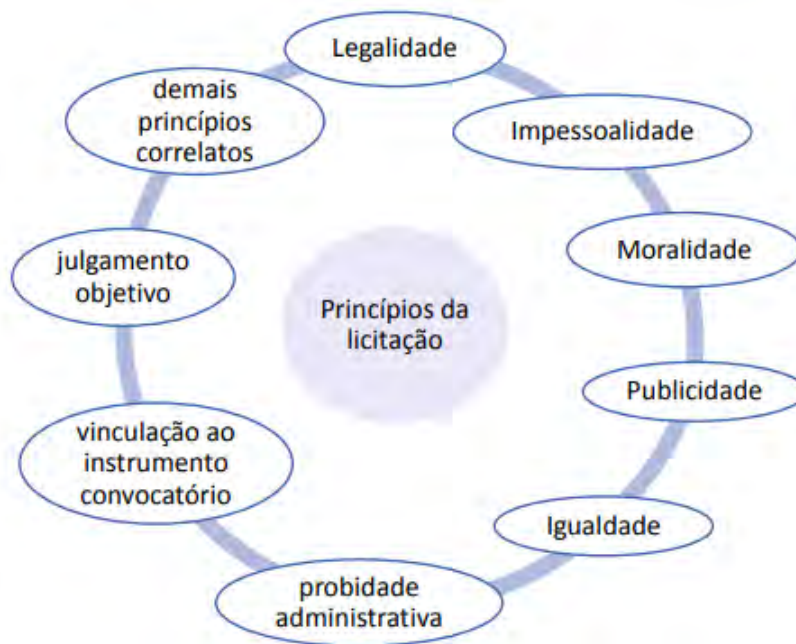 Legalidade
Impessoalidade
Moralidade
Publicidade
Igualdade
probidade
administrativa
vinculação ao
instrumento
convocatório
julgamento
objetivo
demais
princípios
correlatos
Princípios da
licitação